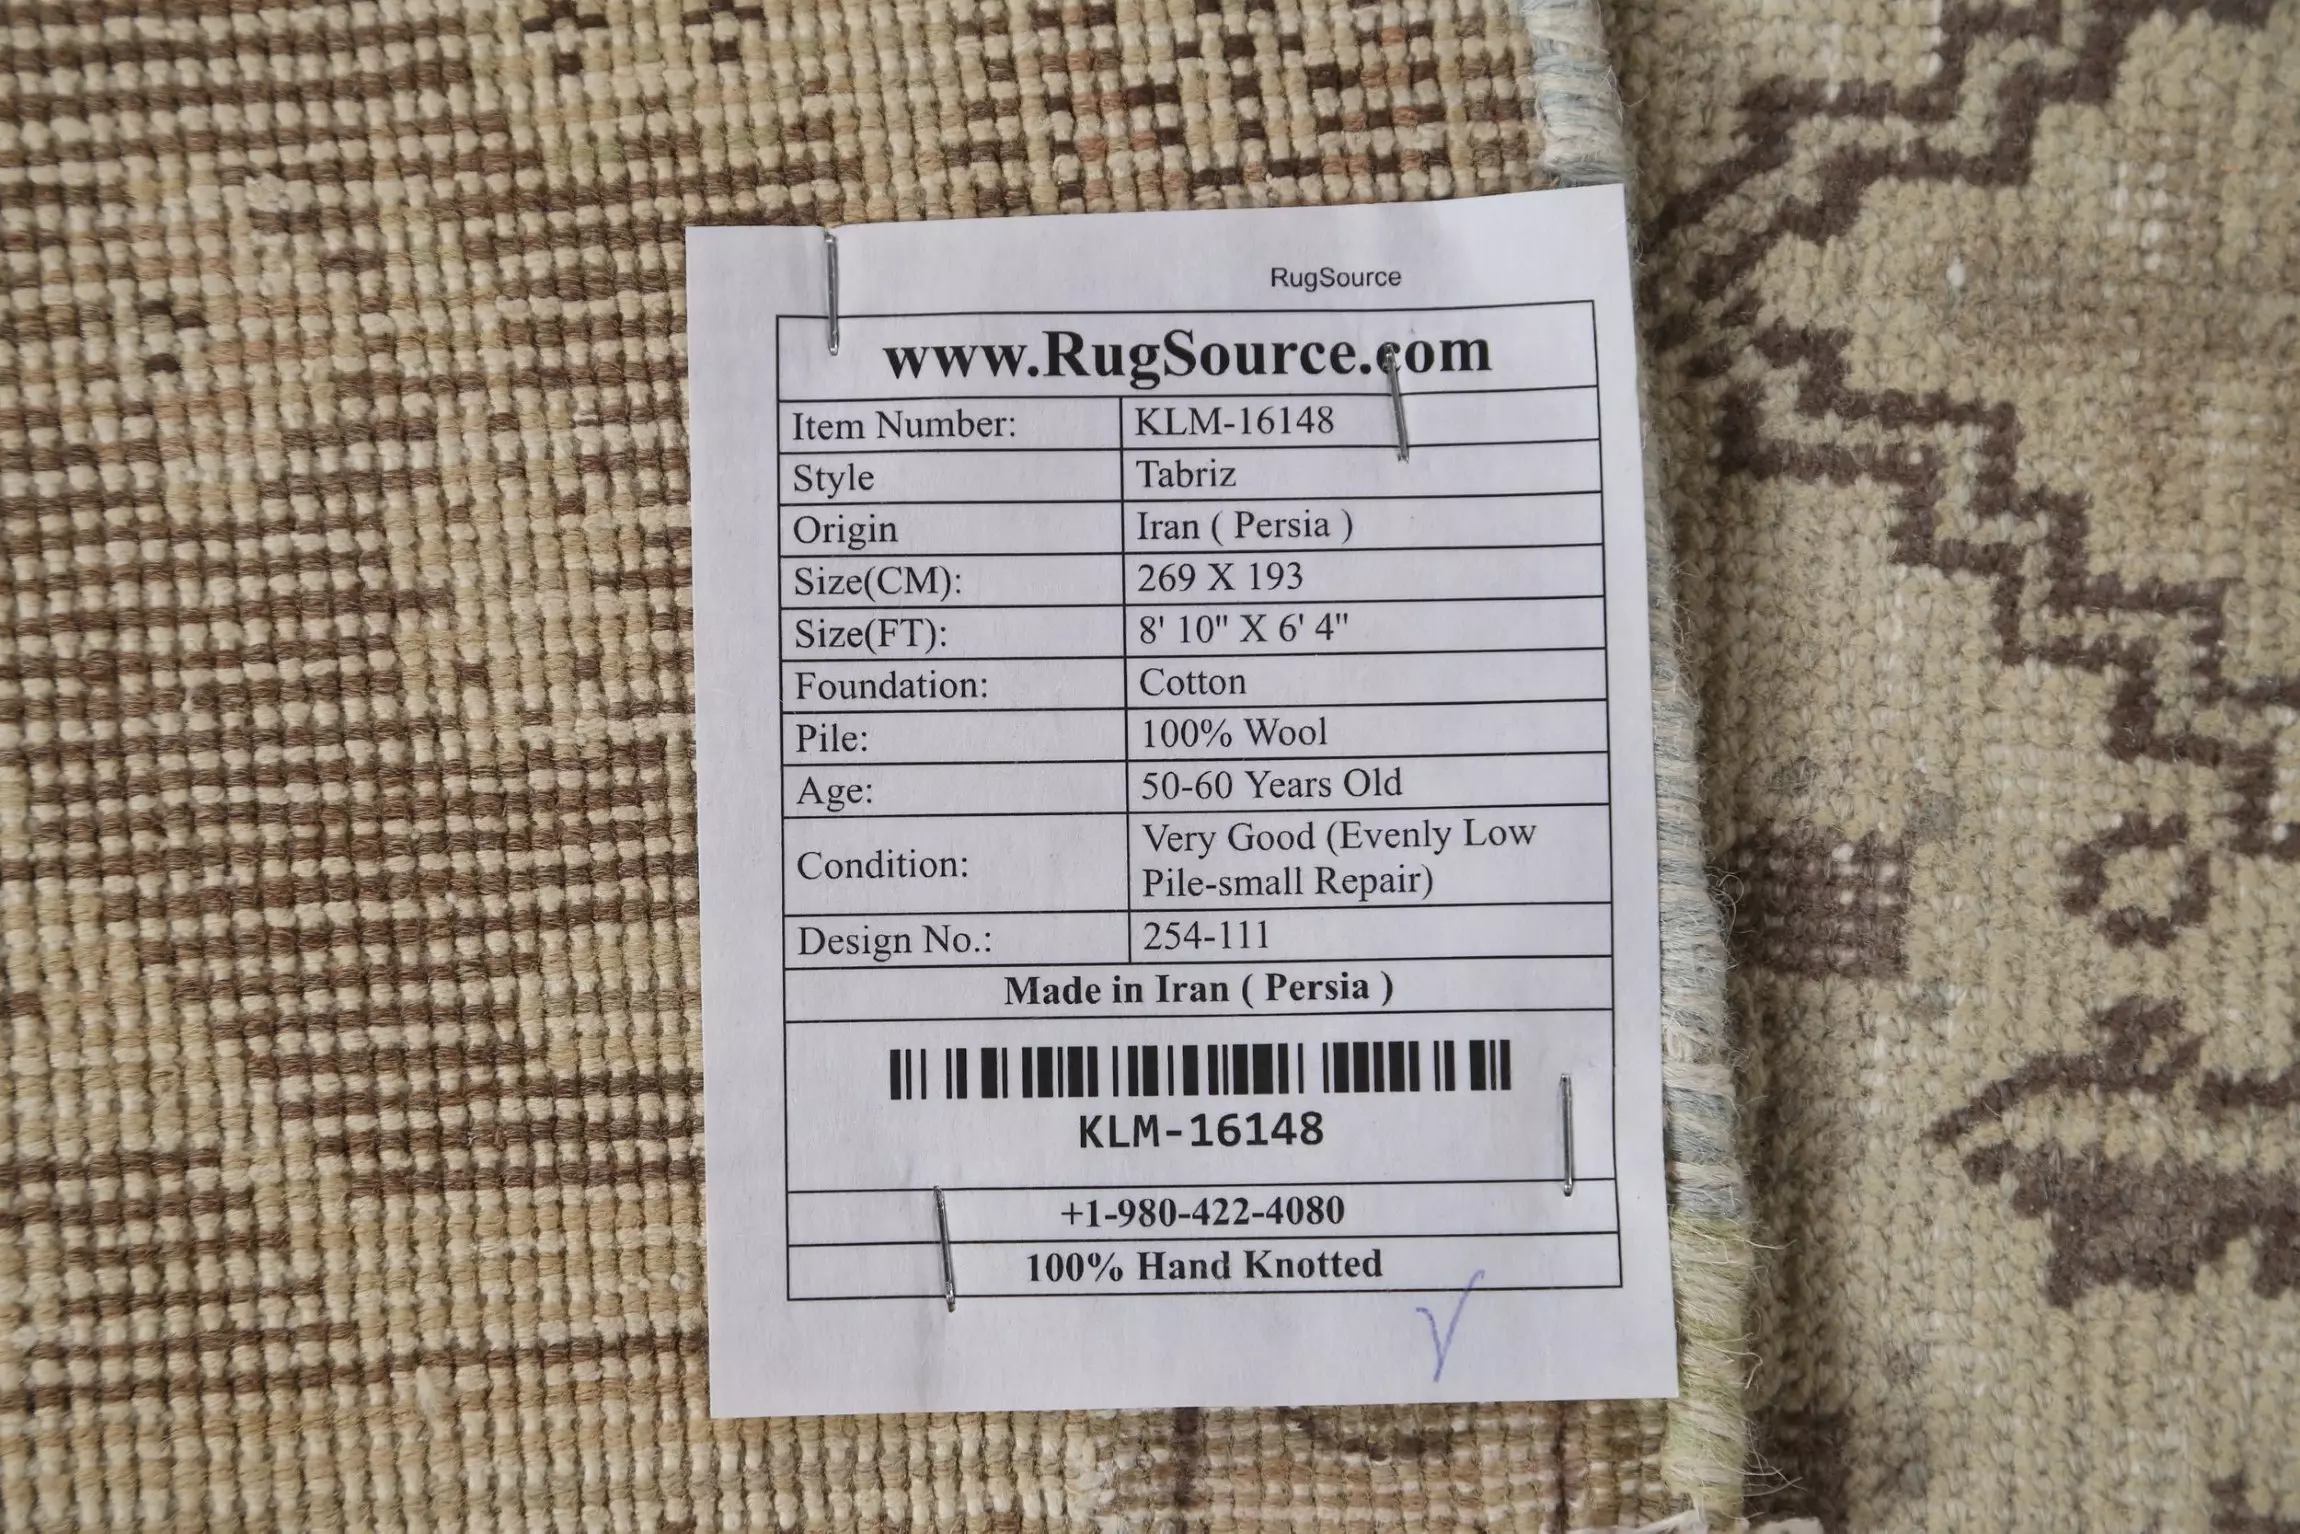 RugSource
www.RugSource.com
Item Number: KLM-16148
Style Tabriz
Origin Iran ( Persia )
Size(CM): 269 X 193
Size(FT): 8' 10" X 6' 4"
Foundation: Cotton
Pile: 100% Wool
Age: 50-60 Years Old
Condition: Very Good (Evenly Low
Pile-small Repair)
Design No.: 254-111
Made in Iran ( Persia )
KLM-16148
+1-980-422-4080
100% Hand Knotted